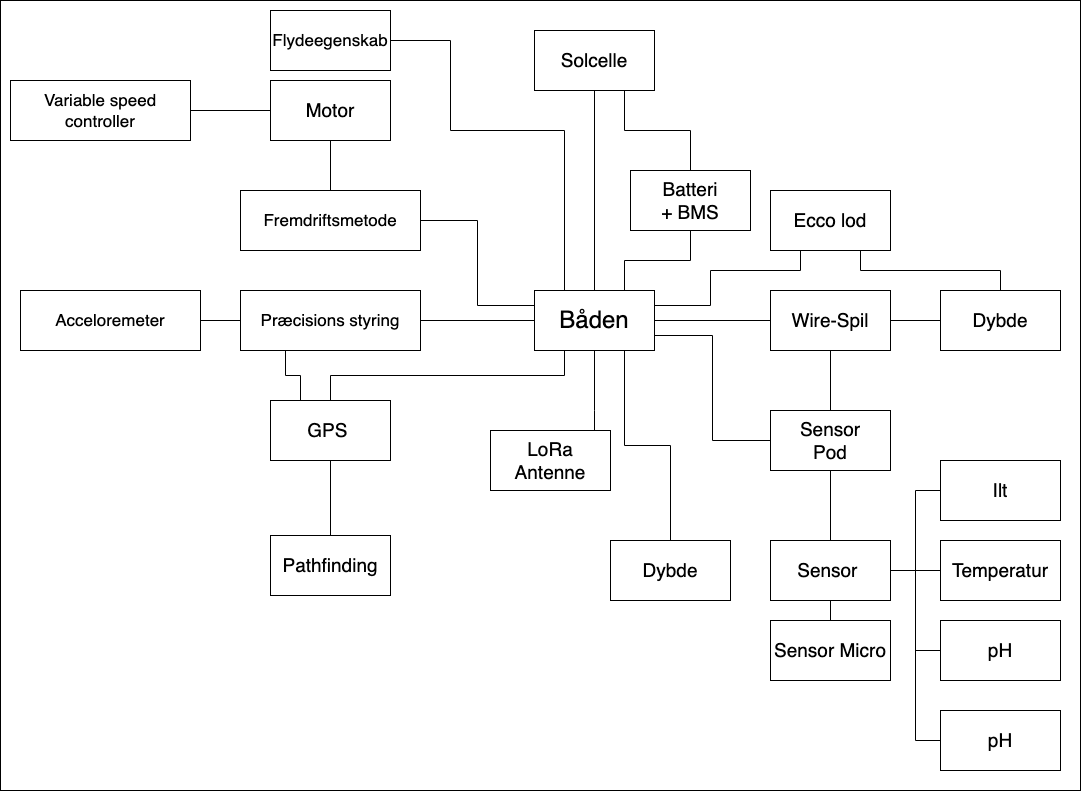 Flydeegenskab
Solcelle
Variable speed
controller
Motor
Batteri
+ BMS
Fremdriftsmetode
Ecco lod
Acceloremeter
Præcisions styring
Båden
Wire-Spil
Dybde
GPS
LoRa
Antenne
Sensor
Pod
Ilt
Pathfinding
Dybde
Sensor
Temperatur
Sensor Micro
pH
pH